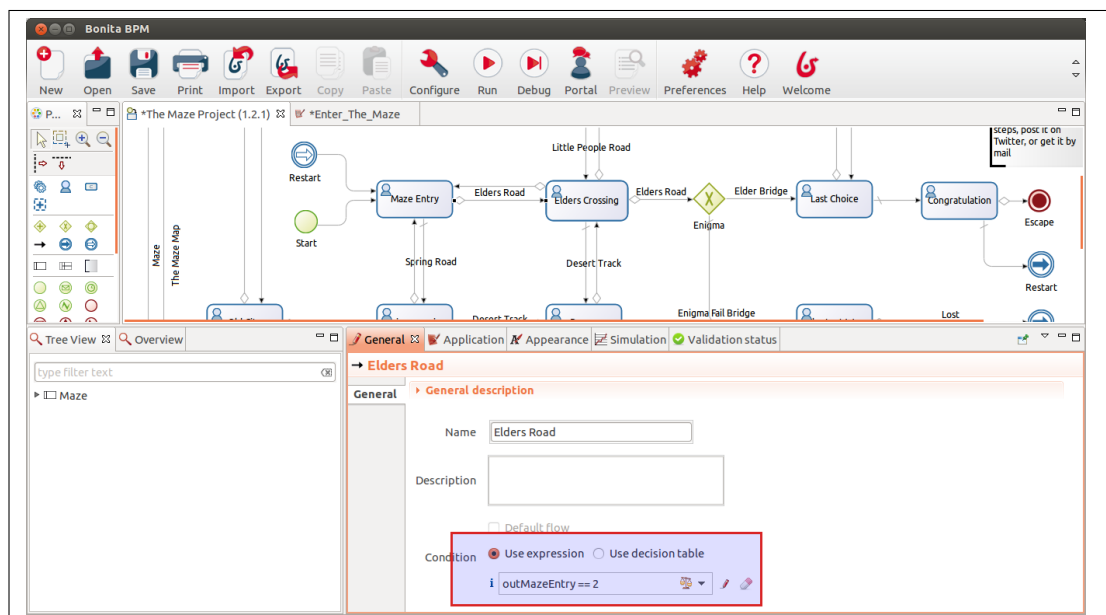 Bonita BPM
New Open Save Print Import Export Copy Paste Configure Run Debug Portal Preview Preferences Help Welcome
P... *The Maze Project (1.2.1) *Enter_The_Maze
steps, post it on
Twitter, or get it by
mail
Little People Road
Restart
Maze Entry
Elders Road
Elders Crossing
Elders Road
Enigma
Elder Bridge
Last Choice
Congratulation
Escape
Start
Maze
The Maze Map
Spring Road
Desert Track
Restart
Desert Track
Enigma Fail Bridge
Lost
Tree View Overview
type filter text
Maze
General Application Appearance Simulation Validation status
Elders Road
General
General description
Name Elders Road
Description
Default flow
Condition Use expression Use decision table
i outMazeEntry == 2